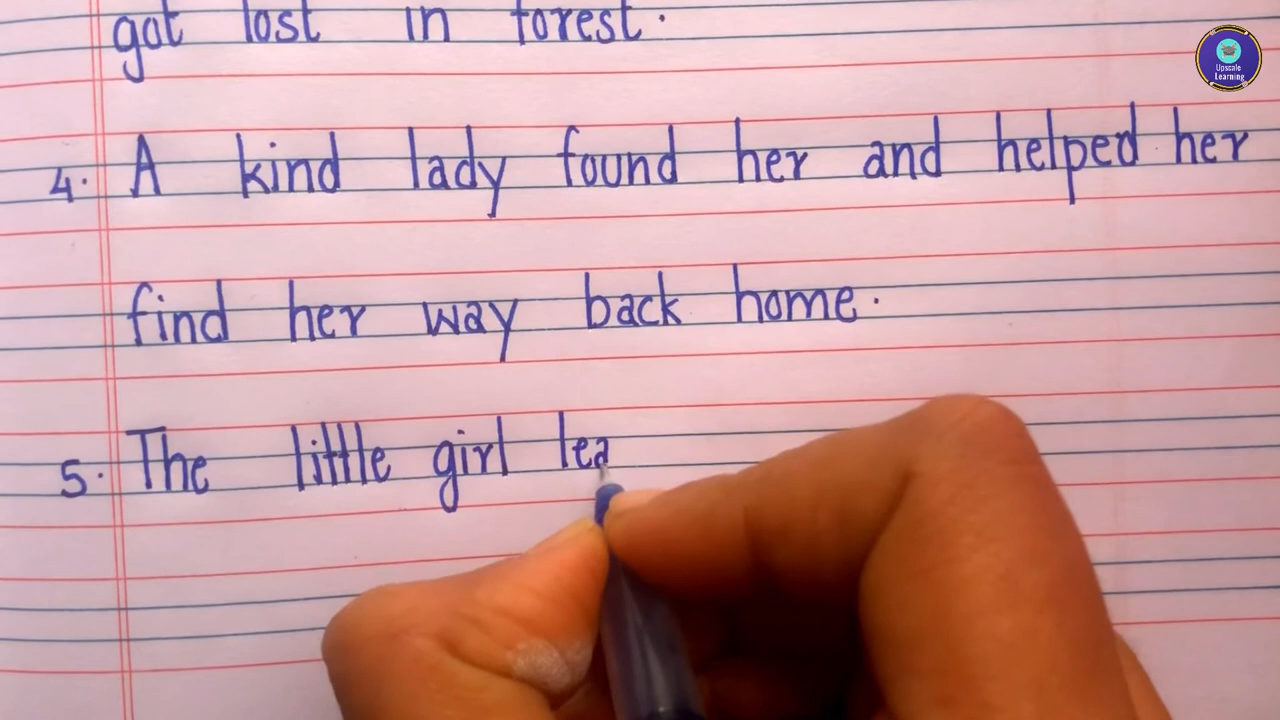 got lost in forest.
Upscale
Learning
4. A kind lady found her and helped her
find her way back home.
5. The little girl lea